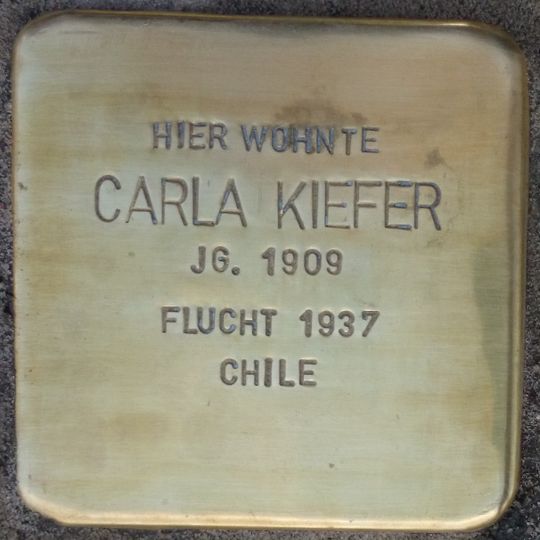 HIER WOHNTE
CARLA KIEFER
JG. 1909
FLUCHT 1937
CHILE